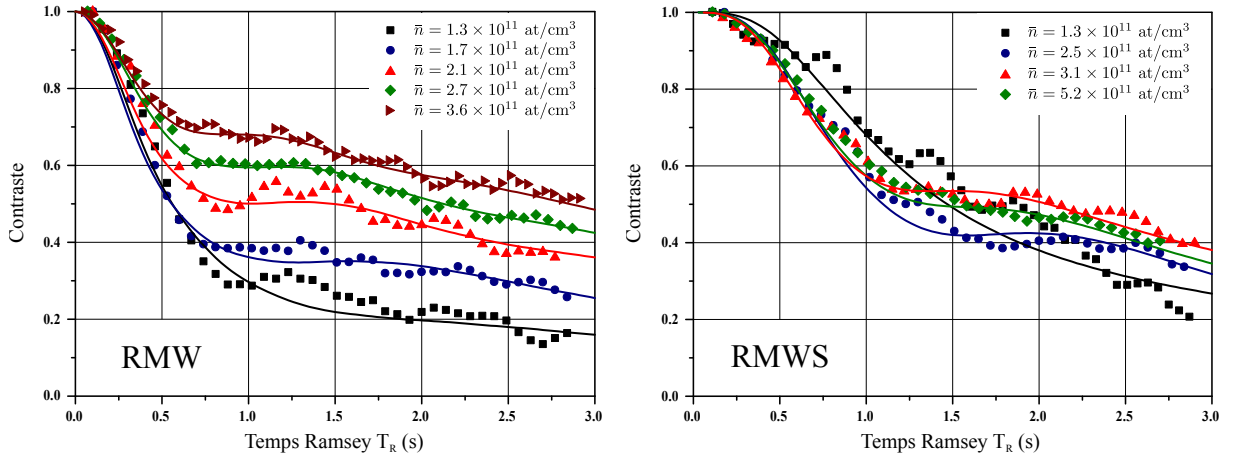 n̄ = 1.3 × 10¹¹ at/cm³
n̄ = 1.7 × 10¹¹ at/cm³
n̄ = 2.1 × 10¹¹ at/cm³
n̄ = 2.7 × 10¹¹ at/cm³
n̄ = 3.6 × 10¹¹ at/cm³
Contraste
1.0
0.8
0.6
0.4
0.2
0.0
RMW
0.0 0.5 1.0 1.5 2.0 2.5 3.0
Temps Ramsey T_R (s)
n̄ = 1.3 × 10¹¹ at/cm³
n̄ = 2.5 × 10¹¹ at/cm³
n̄ = 3.1 × 10¹¹ at/cm³
n̄ = 5.2 × 10¹¹ at/cm³
Contraste
1.0
0.8
0.6
0.4
0.2
0.0
RMWS
0.0 0.5 1.0 1.5 2.0 2.5 3.0
Temps Ramsey T_R (s)